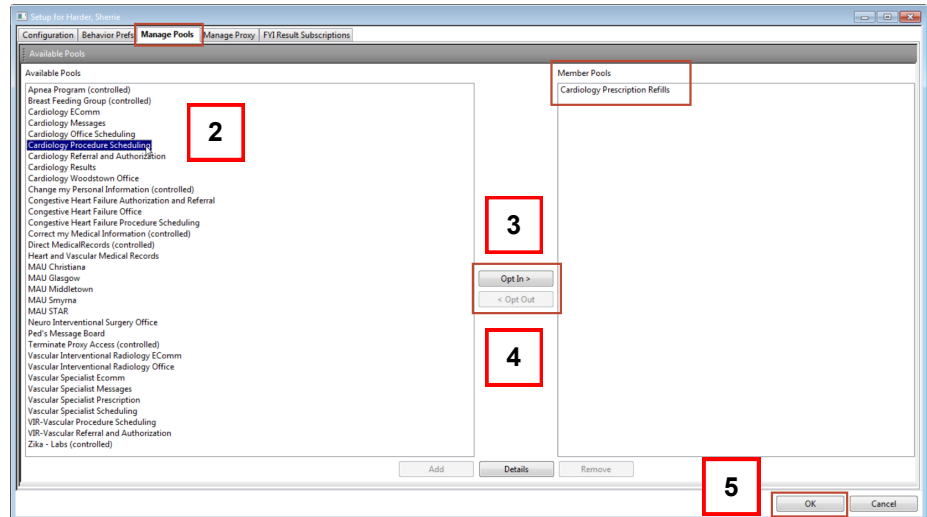 Setup for Harder, Sherrie
Configuration Behavior Prefs Manage Pools Manage Proxy FYI Result Subscriptions
Available Pools
Available Pools
Member Pools
Apnea Program (controlled)
Breast Feeding Group (controlled)
Cardiology EComm
Cardiology Messages
Cardiology Office Scheduling
Cardiology Procedure Scheduling
Cardiology Referral and Authorization
Cardiology Results
Cardiology Woodstown Office
Change my Personal Information (controlled)
Congestive Heart Failure Authorization and Referral
Congestive Heart Failure Office
Congestive Heart Failure Procedure Scheduling
Correct my Medical Information (controlled)
Direct MedicalRecords (controlled)
Heart and Vascular Medical Records
MAU Christiana
MAU Glasgow
MAU Middletown
MAU Smyrna
MAU STAR
Neuro Interventional Surgery Office
Ped's Message Board
Terminate Proxy Access (controlled)
Vascular Interventional Radiology EComm
Vascular Interventional Radiology Office
Vascular Specialist Ecomm
Vascular Specialist Messages
Vascular Specialist Prescription
Vascular Specialist Scheduling
VIR-Vascular Procedure Scheduling
VIR-Vascular Referral and Authorization
Zika - Labs (controlled)
2
3
Opt In >
< Opt Out
4
Cardiology Prescription Refills
Add Details Remove
5
OK Cancel